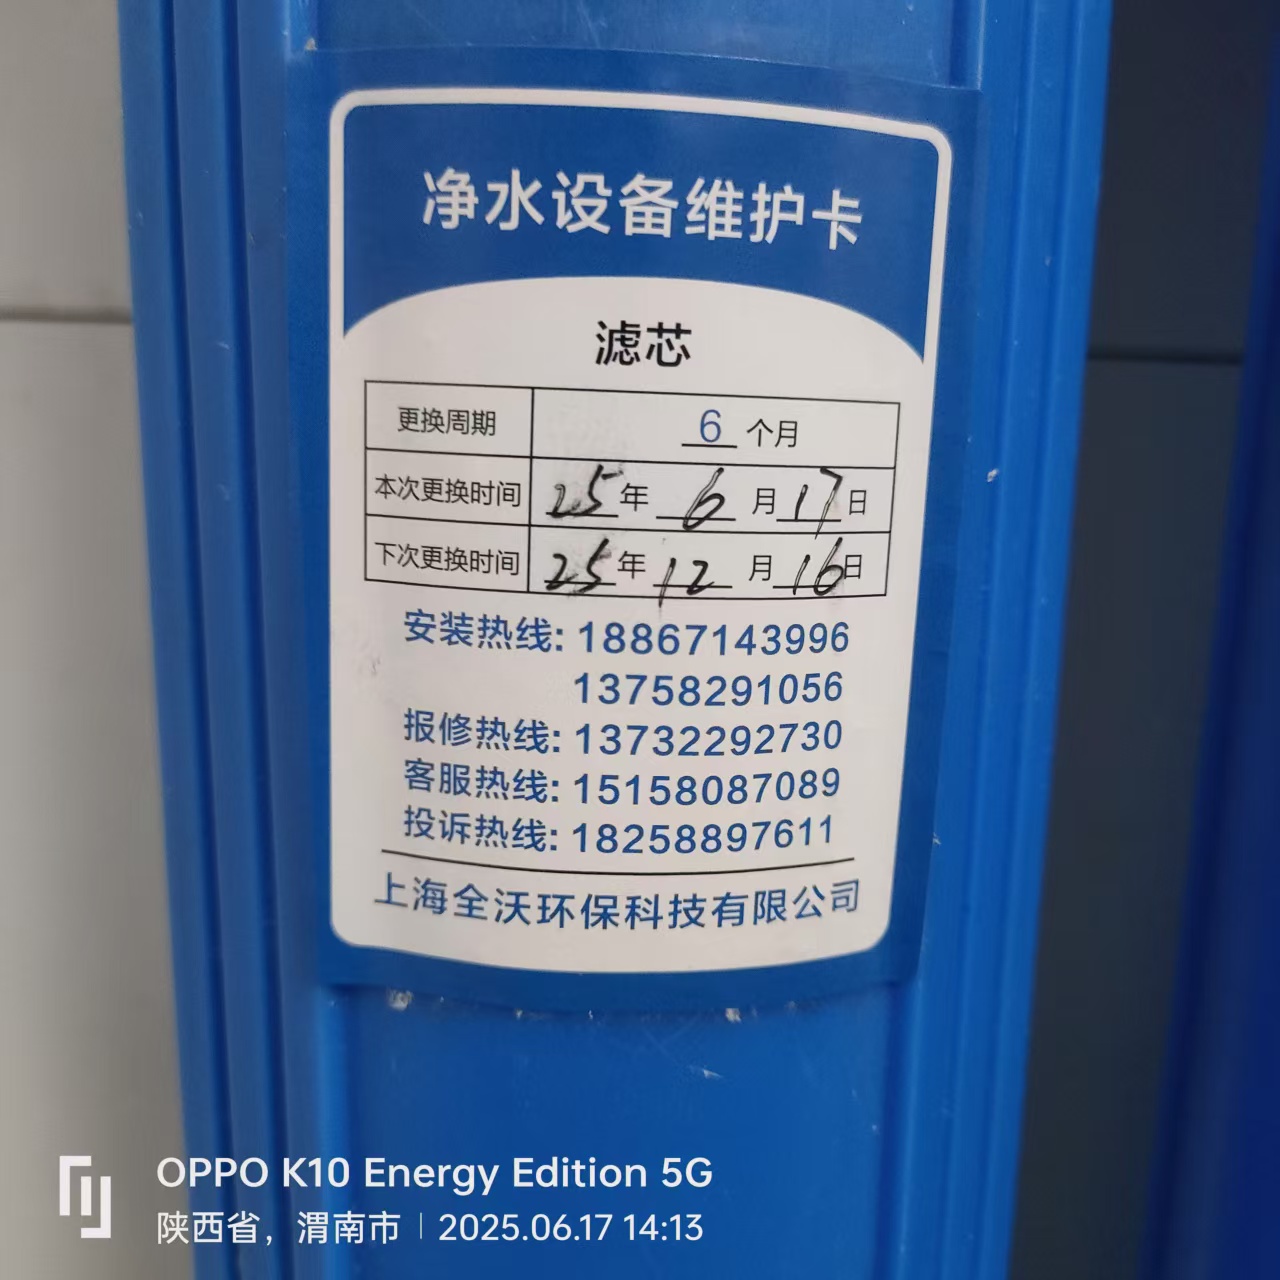 净水设备维护卡
滤芯
更换周期 6 个月
本次更换时间 25 年 6 月 17 日
下次更换时间 25 年 12 月 16 日
安装热线: 18867143996
13758291056
报修热线: 13732292730
客服热线: 15158087089
投诉热线: 18258897611
上海全沃环保科技有限公司
OPPO K10 Energy Edition 5G
陕西省，渭南市 | 2025.06.17 14:13